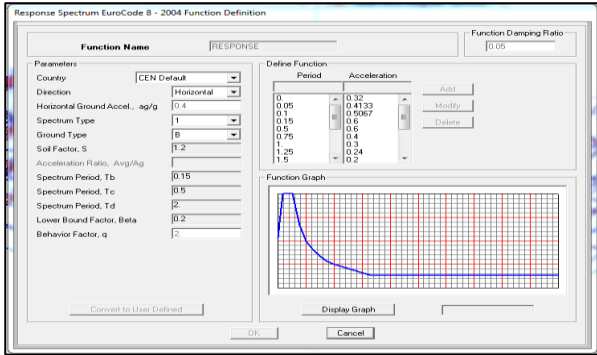 Response Spectrum EuroCode 8 - 2004 Function Definition
Function Name RESPONSE
Function Damping Ratio
0.05
Parameters
Country CEN Default
Direction Horizontal
Horizontal Ground Accel., ag/g 0.4
Spectrum Type 1
Ground Type B
Soil Factor, S 1.2
Acceleration Ratio, Avg/Ag
Spectrum Period, Tb 0.15
Spectrum Period, Tc 0.5
Spectrum Period, Td 2.
Lower Bound Factor, Beta 0.2
Behavior Factor, q 2.
Convert to User Defined
Define Function
Period Acceleration
0. 0.32
0.05 0.4133
0.1 0.5067
0.15 0.6
0.5 0.6
0.75 0.4
1. 0.3
1.25 0.24
1.5 0.2
Add
Modify
Delete
Function Graph
Display Graph
OK Cancel